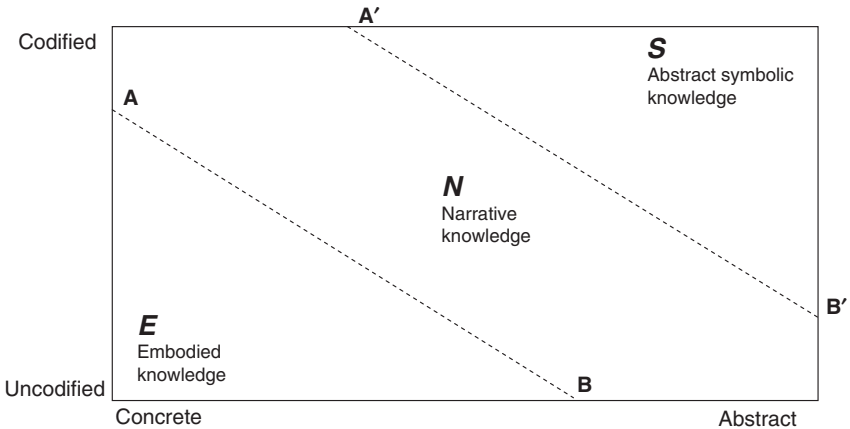 A′
Codified
S
Abstract symbolic
knowledge
A
N
Narrative
knowledge
B′
E
Embodied
knowledge
B
Uncodified
Concrete
Abstract